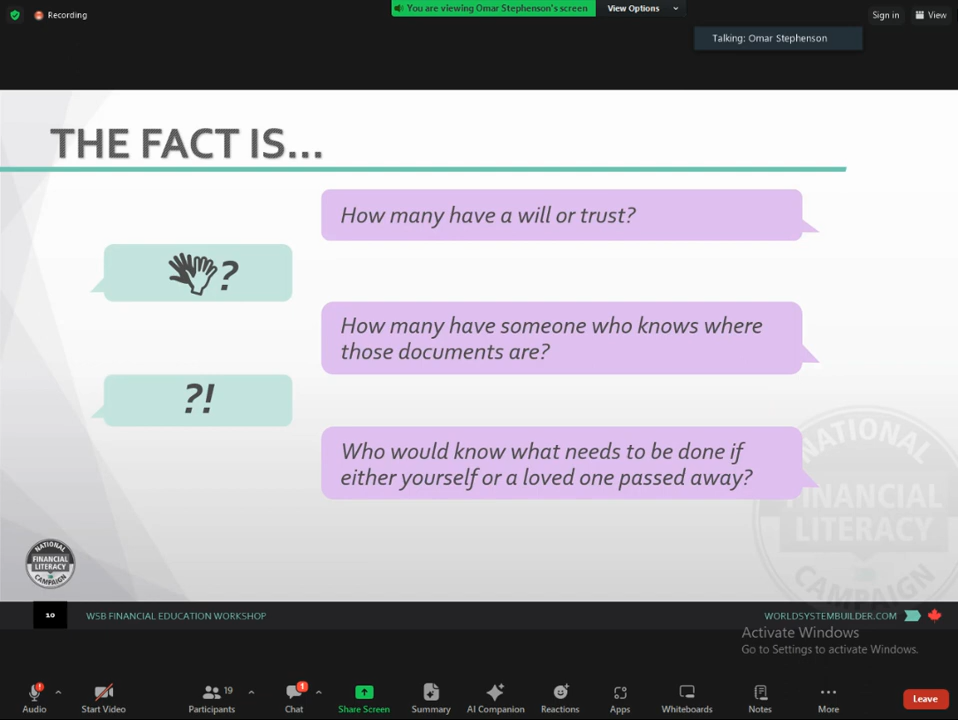 You are viewing Omar Stephenson's screen
View Options
Recording
Sign in
View
Talking: Omar Stephenson
THE FACT IS...
How many have a will or trust?
?
How many have someone who knows where
those documents are?
?!
Who would know what needs to be done if
either yourself or a loved one passed away?
NATIONAL
FINANCIAL
LITERACY
CAMPAIGN
NATIONAL
FINANCIAL
LITERACY
CAMPAIGN
10
WSB FINANCIAL EDUCATION WORKSHOP
WORLDSYSTEMBUILDER.COM
Activate Windows
Go to Settings to activate Windows.
19
1
Audio
Start Video
Participants
Chat
Share Screen
Summary
AI Companion
Reactions
Apps
Whiteboards
Notes
More
Leave